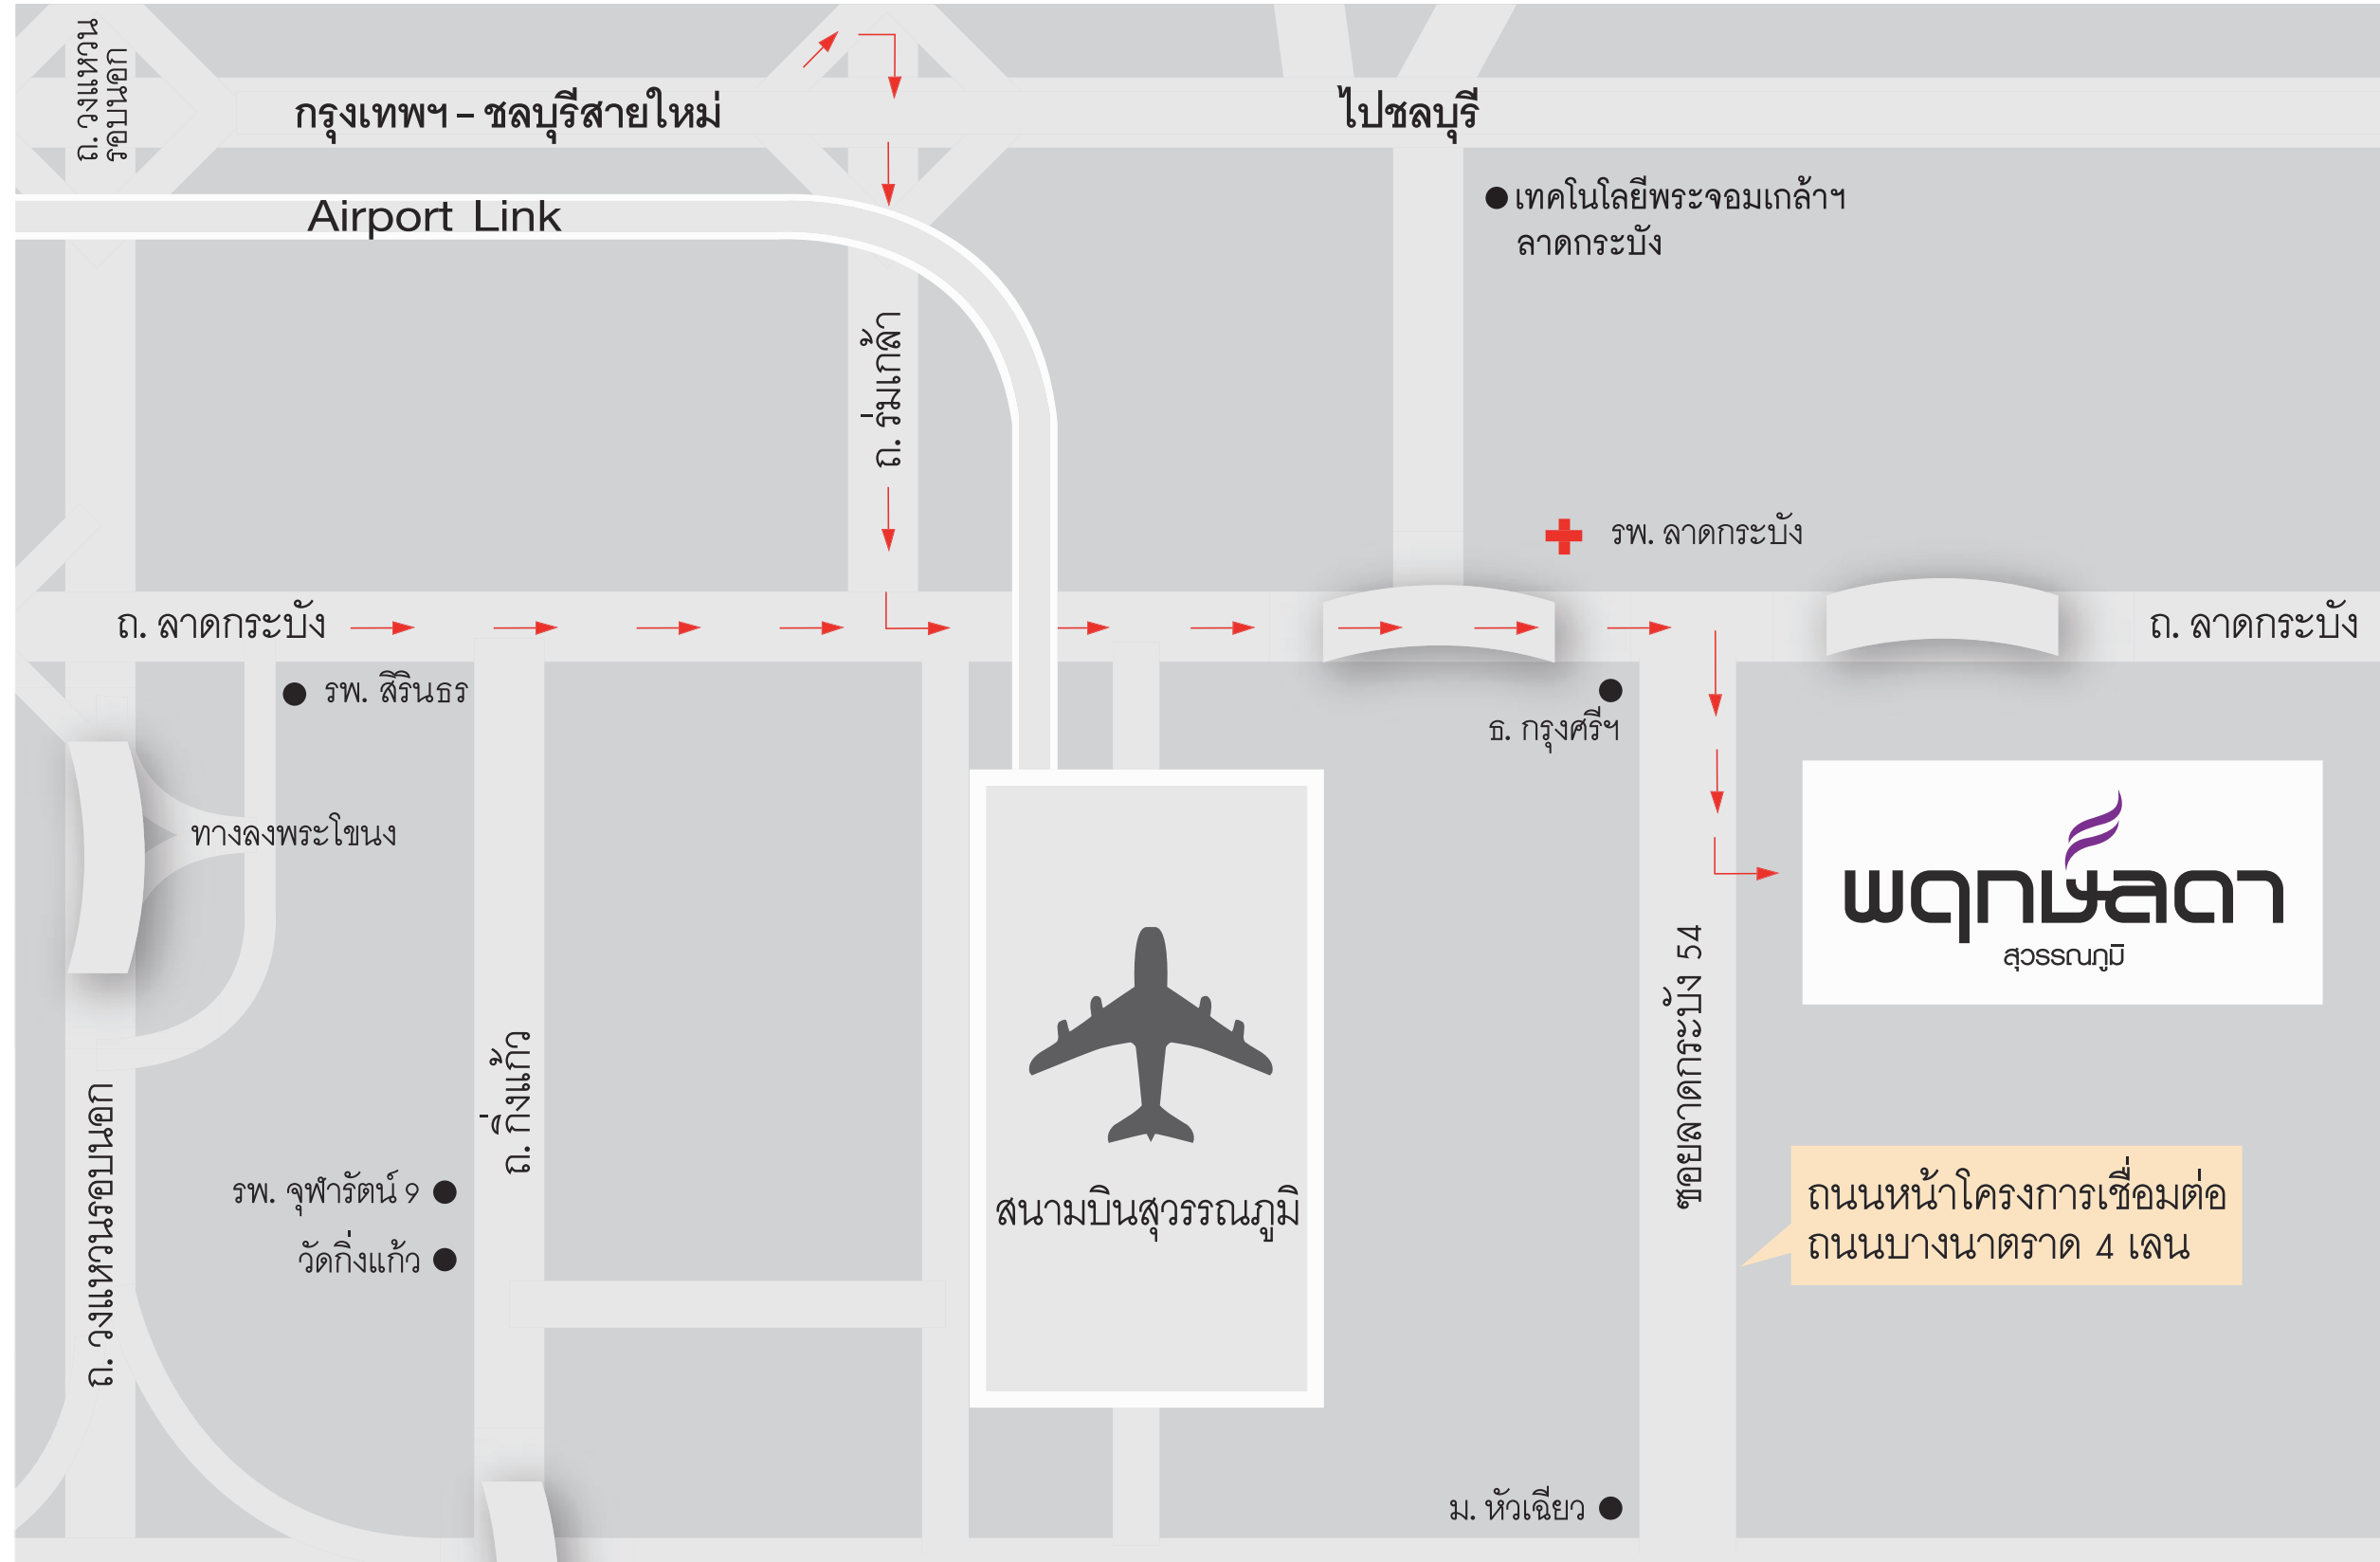 ถ. วงแหวน
รอบนอก
กรุงเทพฯ – ชลบุรีสายใหม่
ไปชลบุรี
เทคโนโลยีพระจอมเกล้าฯ
ลาดกระบัง
Airport Link
ถ. ร่มเกล้า
รพ. ลาดกระบัง
ถ. ลาดกระบัง
ถ. ลาดกระบัง
รพ. สิรินธร
ธ. กรุงศรีฯ
ทางลงพระโขนง
พฤกษ์ลดา
สุวรรณภูมิ
ซอยลาดกระบัง 54
ถ. กิ่งแก้ว
ถ. วงแหวนรอบนอก
รพ. จุฬารัตน์ 9
วัดกิ่งแก้ว
สนามบินสุวรรณภูมิ
ถนนหน้าโครงการเชื่อมต่อ
ถนนบางนาตราด 4 เลน
ม. หัวเฉียว